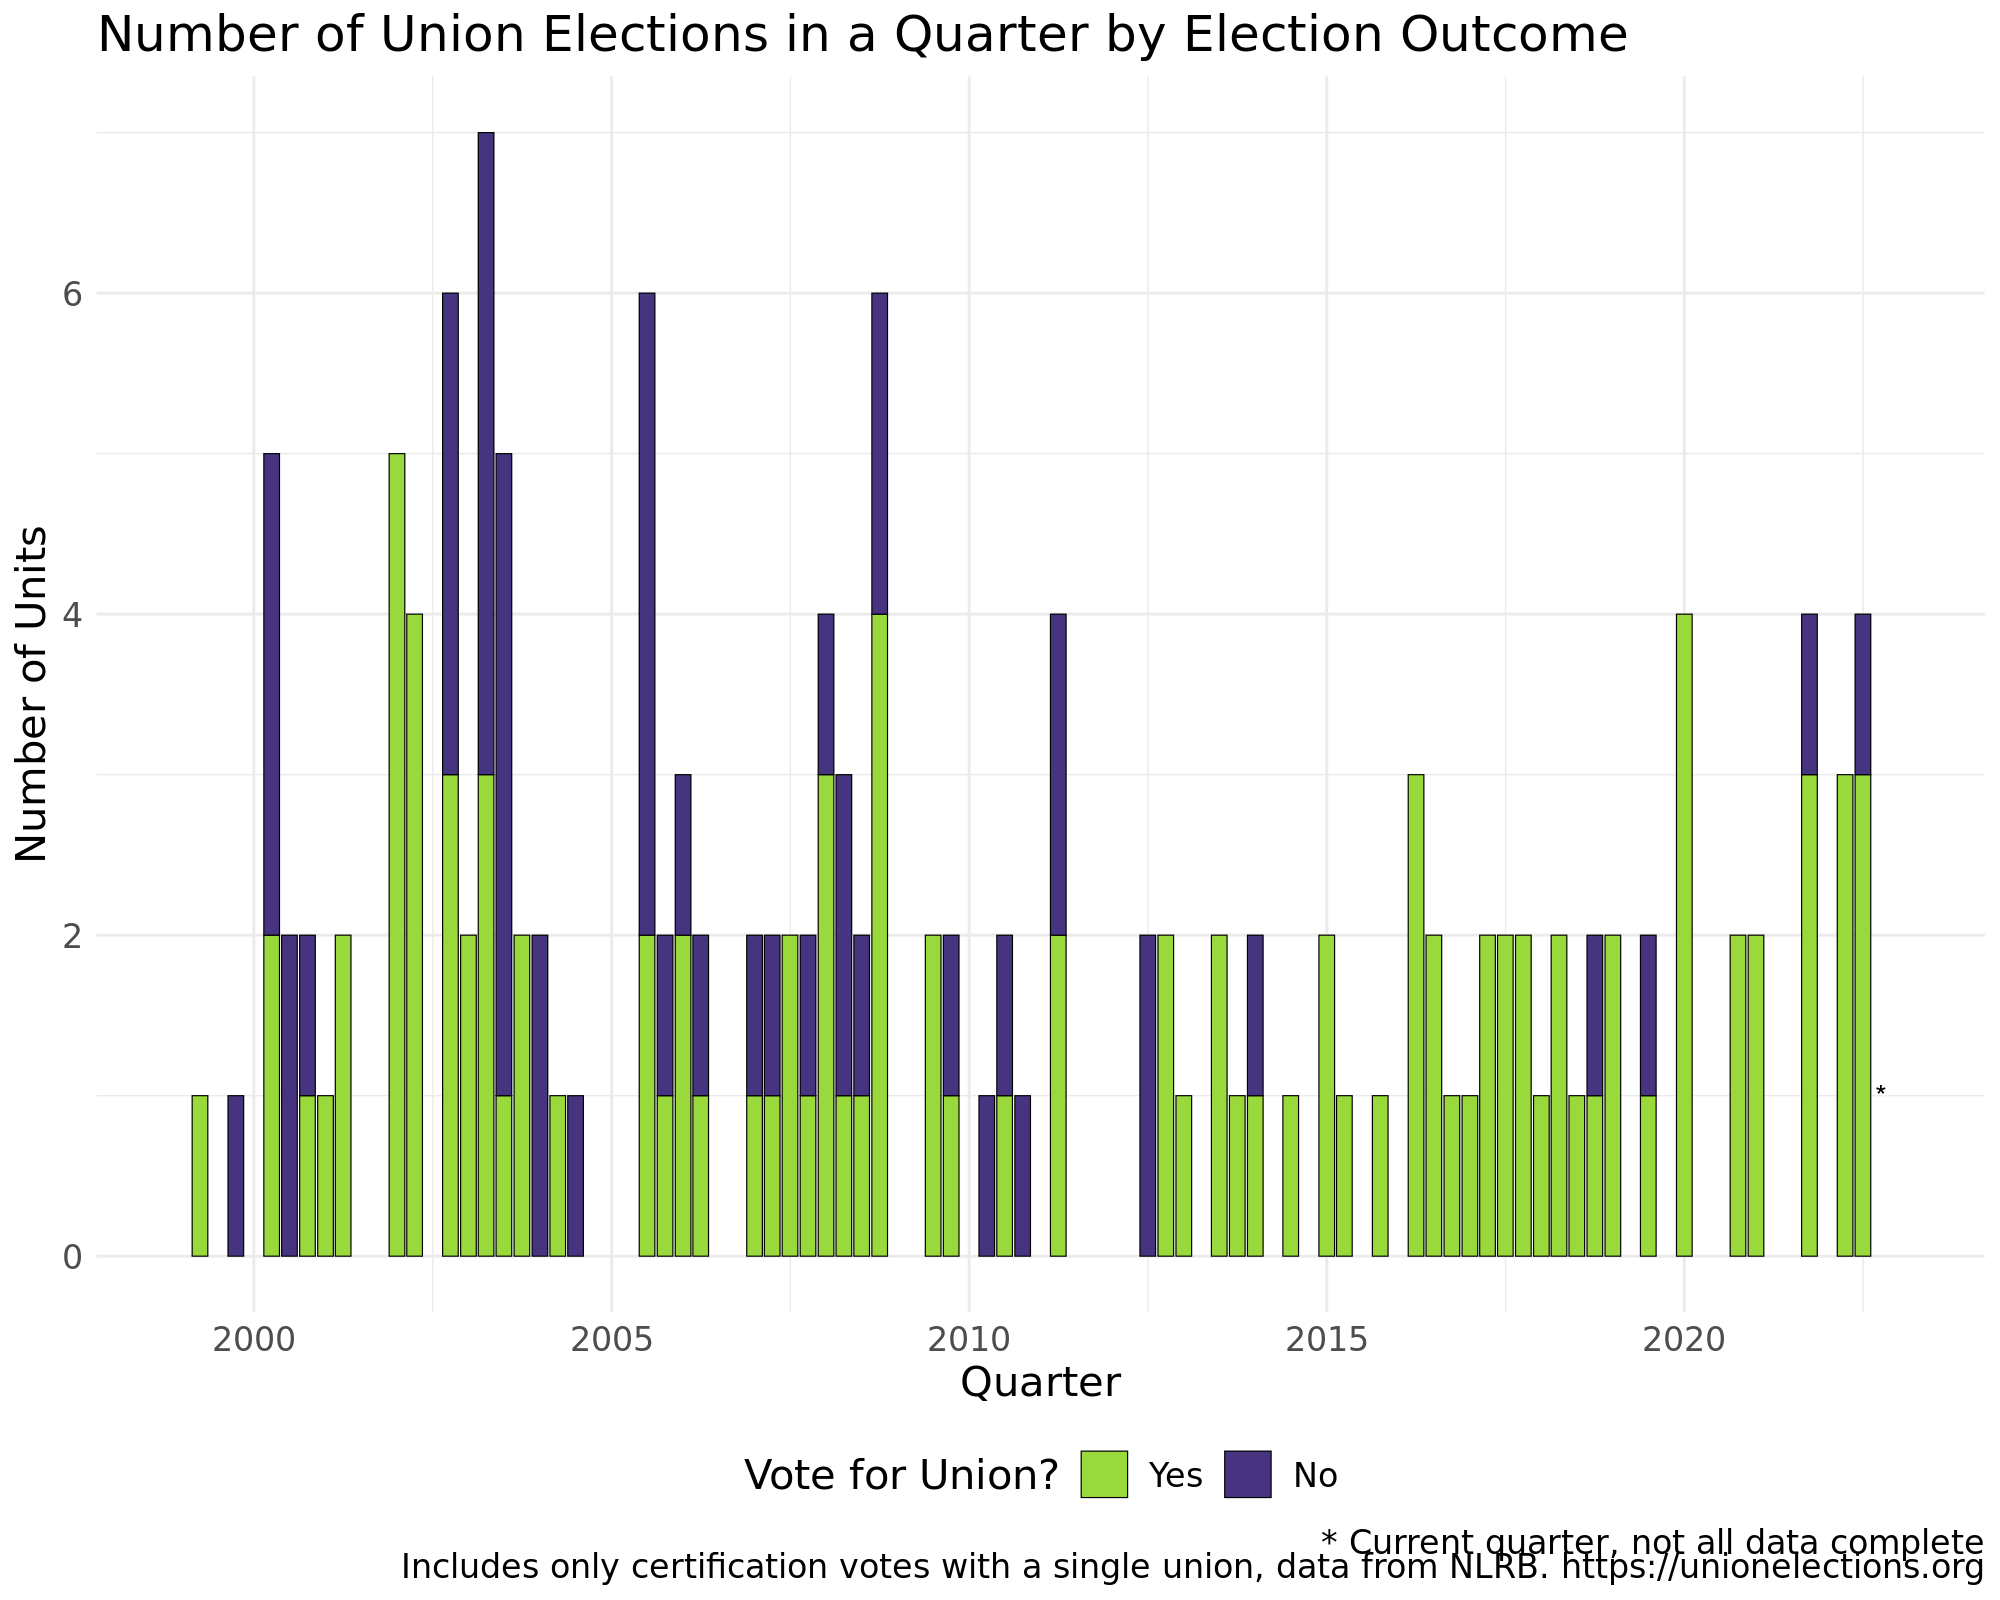 Number of Union Elections in a Quarter by Election Outcome
Number of Units
6
4
2
0
*
2000 2005 2010 2015 2020
Quarter
Vote for Union? Yes No
* Current quarter, not all data complete
Includes only certification votes with a single union, data from NLRB. https://unionelections.org